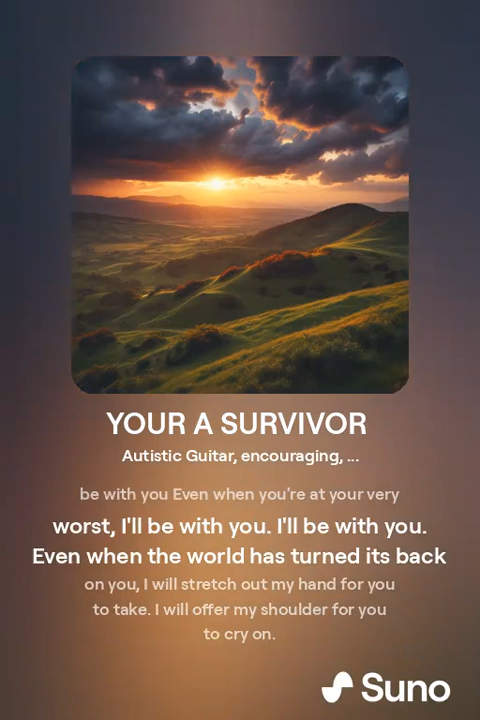 YOUR A SURVIVOR
Autistic Guitar, encouraging, ...
be with you Even when you're at your very
worst, I'll be with you. I'll be with you.
Even when the world has turned its back
on you, I will stretch out my hand for you
to take. I will offer my shoulder for you
to cry on.
Suno